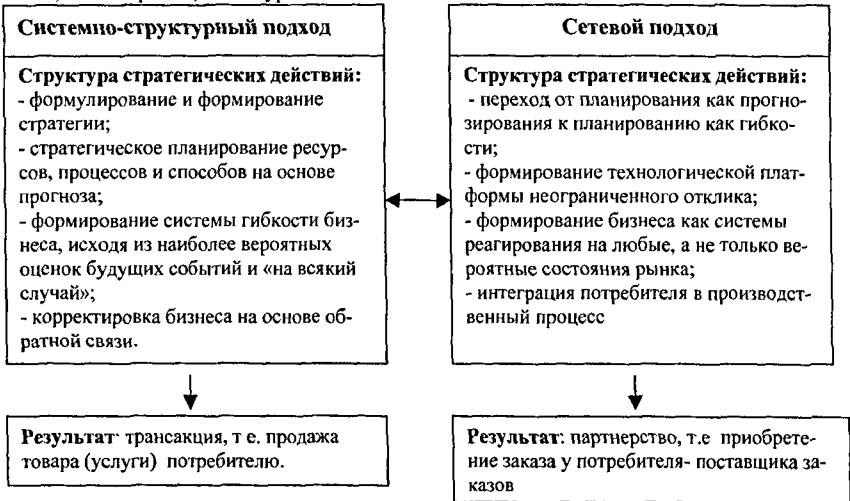 Системно-структурный подход
Структура стратегических действий:
- формулирование и формирование
стратегии;
- стратегическое планирование ресур-
сов, процессов и способов на основе
прогноза;
- формирование системы гибкости биз-
неса, исходя из наиболее вероятных
оценок будущих событий и «на всякий
случай»;
- корректировка бизнеса на основе об-
ратной связи.
Результат· трансакция, т е. продажа
товара (услуги) потребителю.
Сетевой подход
Структура стратегических действий:
- переход от планирования как прогно-
зирования к планированию как гибко-
сти;
- формирование технологической плат-
формы неограниченного отклика;
- формирование бизнеса как системы
реагирования на любые, а не только ве-
роятные состояния рынка;
- интеграция потребителя в производст-
венный процесс
Результат: партнерство, т.е приобрете-
ние заказа у потребителя- поставщика за-
казов